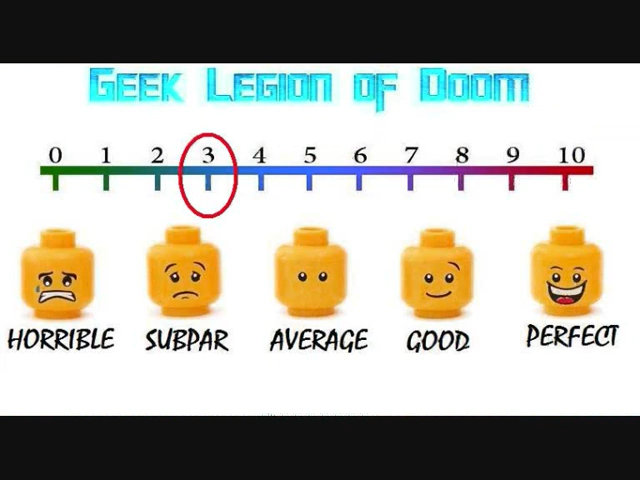 GEEK LEGION OF DOOM
0 1 2 3 4 5 6 7 8 9 10
HORRIBLE SUBPAR AVERAGE GOOD PERFECT